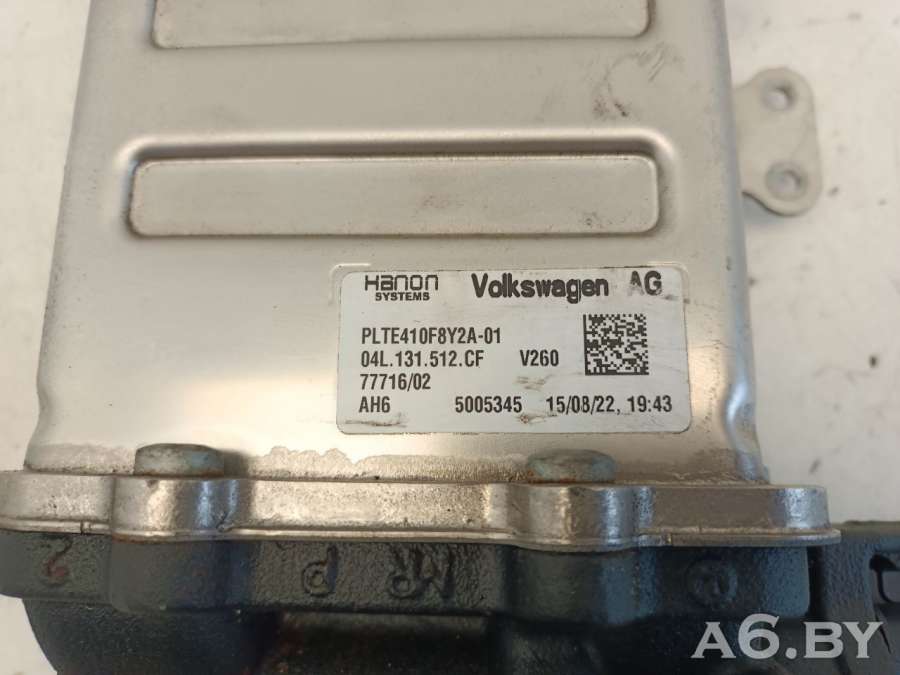 Hanon
SYSTEMS
Volkswagen AG
PLTE410F8Y2A-01
04L.131.512.CF V260
77716/02
AH6 5005345 15/08/22, 19:43
A6.BY